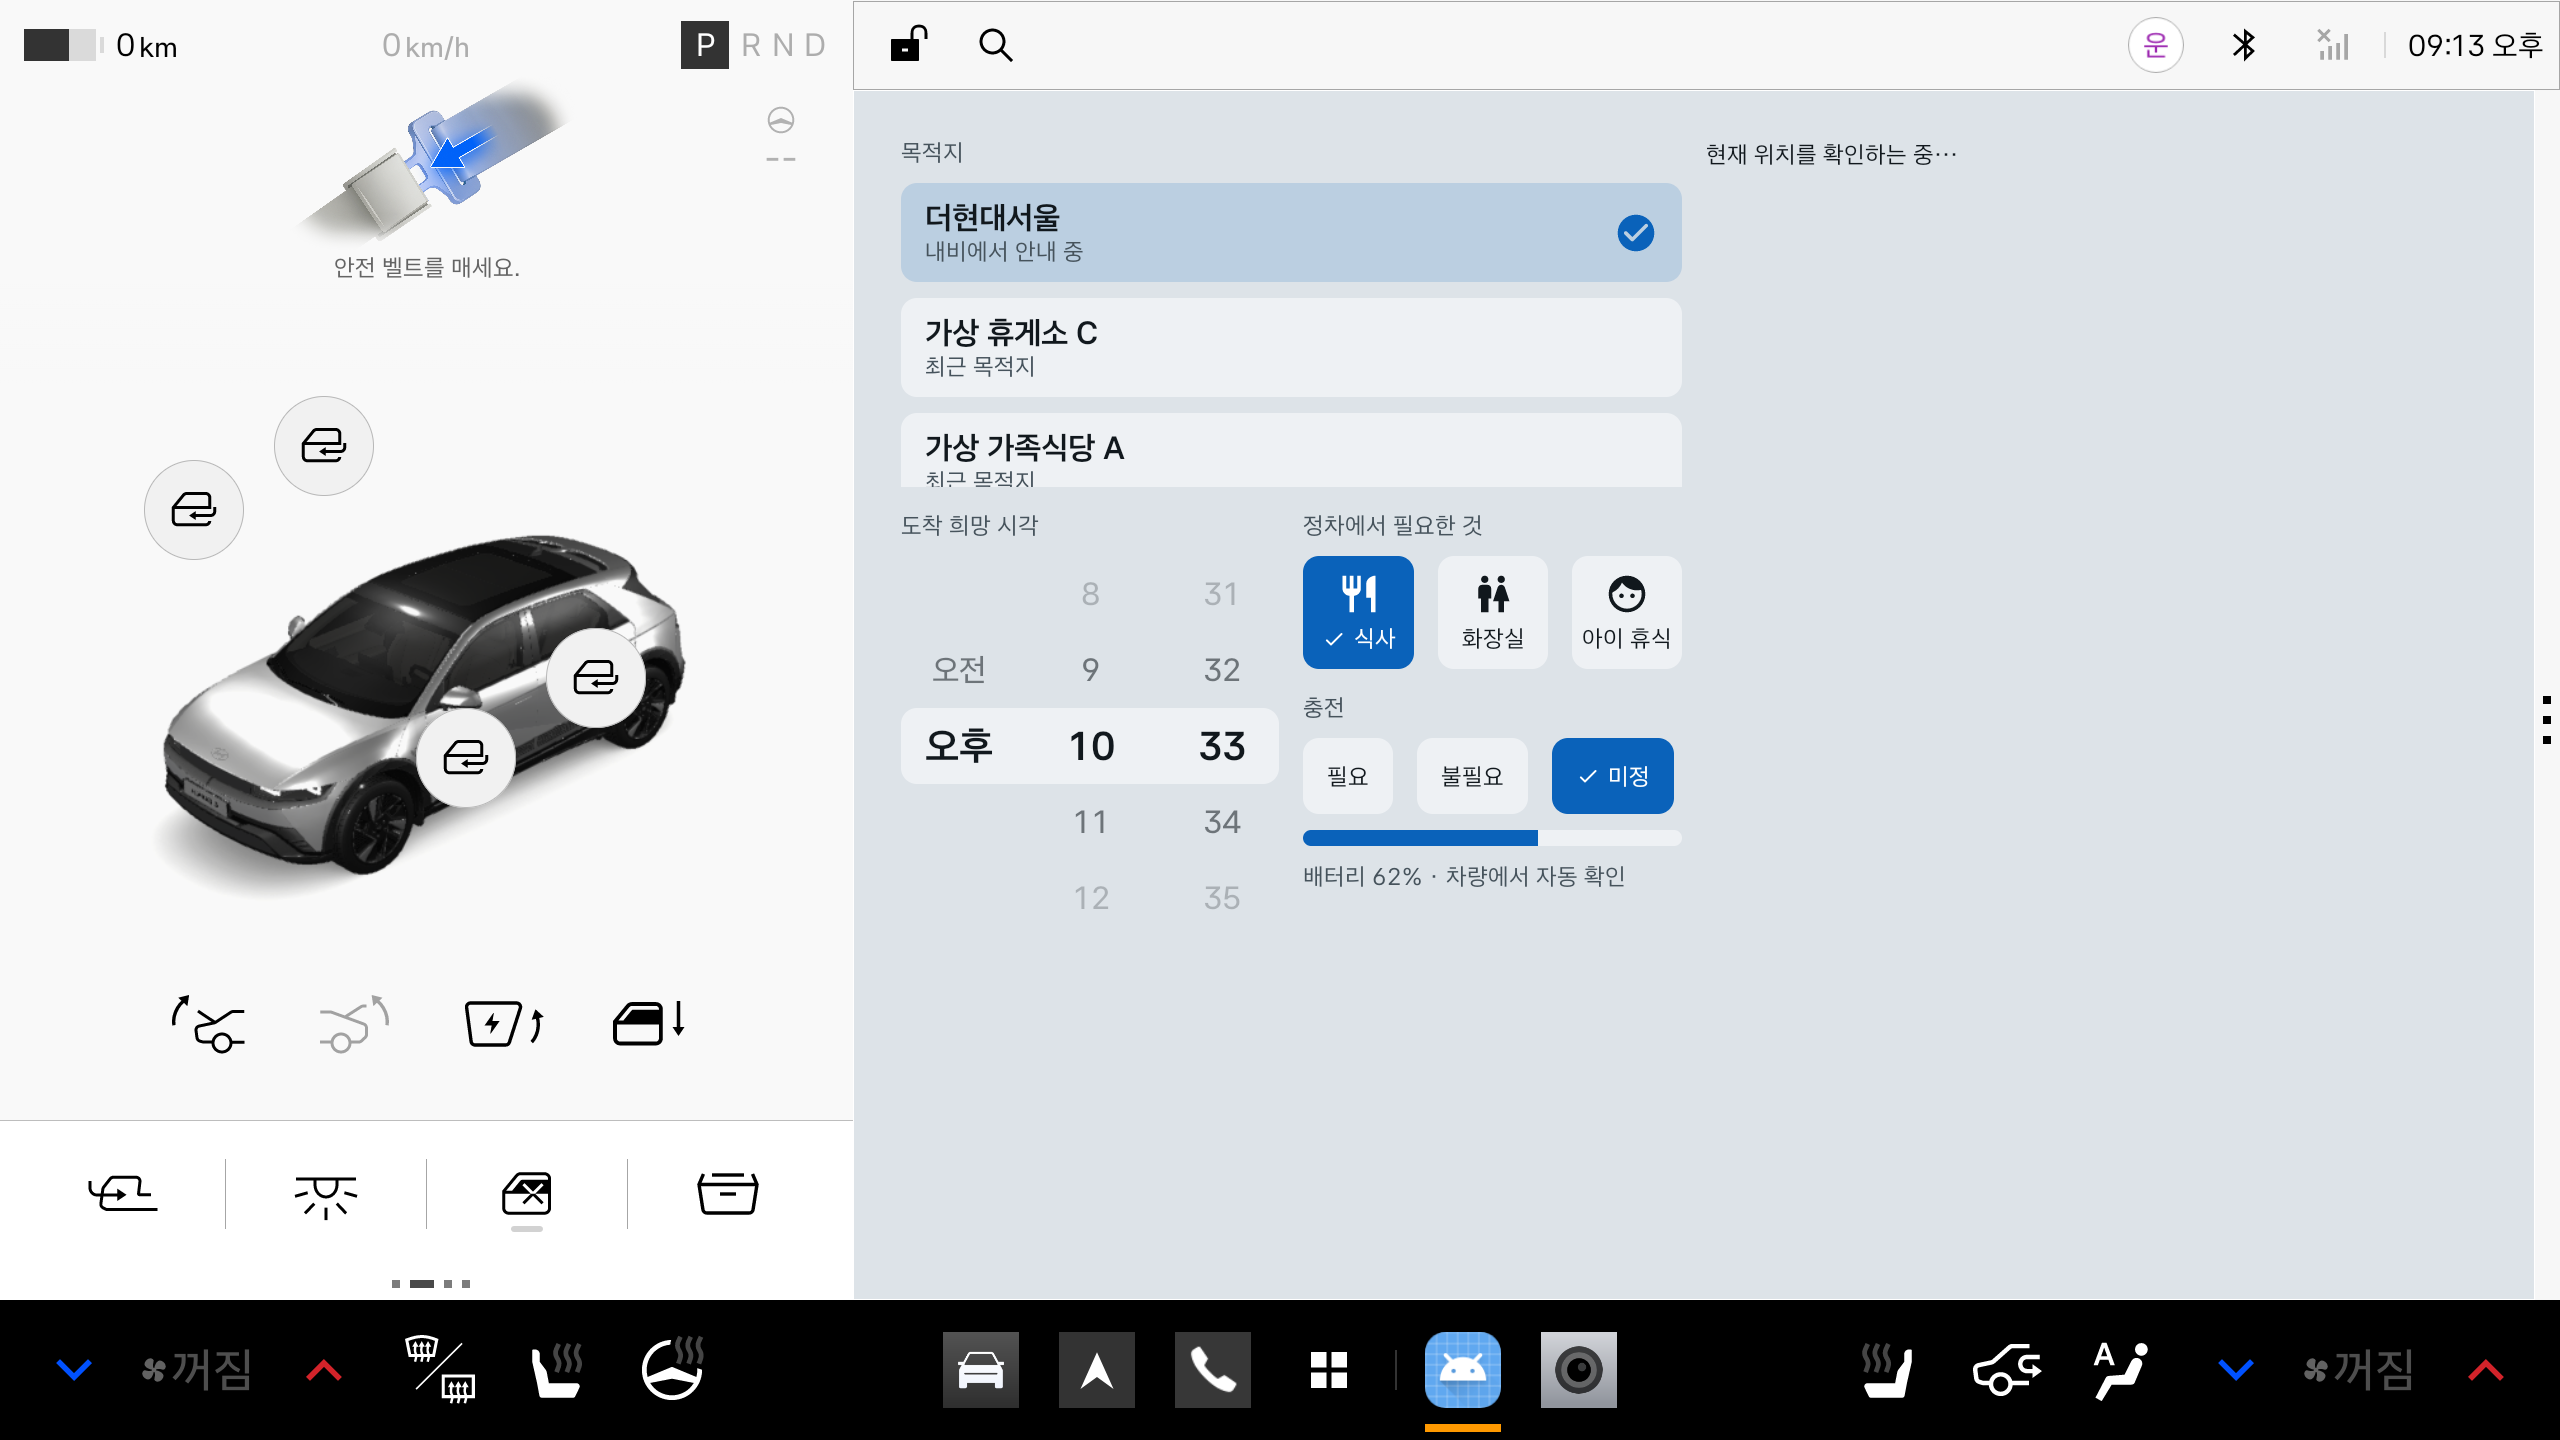 0 km
0 km/h
P R N D
운
09:13 오후
안전 벨트를 매세요.
목적지
더현대서울
내비에서 안내 중
가상 휴게소 C
최근 목적지
가상 가족식당 A
최근 목적지
현재 위치를 확인하는 중…
도착 희망 시각
8 31
오전 9 32
오후 10 33
11 34
12 35
정차에서 필요한 것
식사
화장실
아이 휴식
충전
필요
불필요
미정
배터리 62% · 차량에서 자동 확인
꺼짐
A
꺼짐